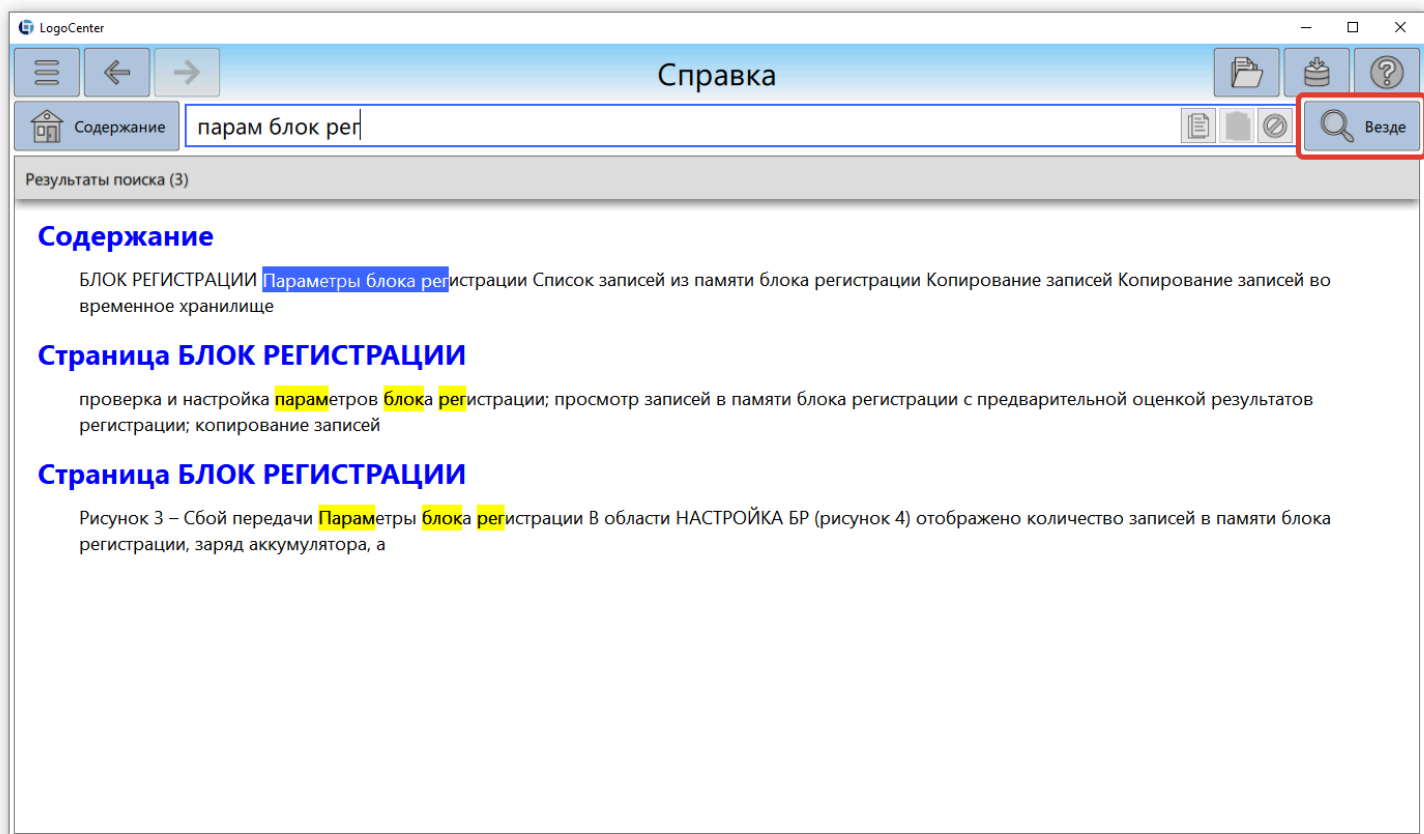 LogoCenter
Справка
Содержание
парам блок рег
Везде
Результаты поиска (3)
Содержание
БЛОК РЕГИСТРАЦИИ Параметры блока регистрации Список записей из памяти блока регистрации Копирование записей Копирование записей во
временное хранилище
Страница БЛОК РЕГИСТРАЦИИ
проверка и настройка параметров блока регистрации; просмотр записей в памяти блока регистрации с предварительной оценкой результатов
регистрации; копирование записей
Страница БЛОК РЕГИСТРАЦИИ
Рисунок 3 – Сбой передачи Параметры блока регистрации В области НАСТРОЙКА БР (рисунок 4) отображено количество записей в памяти блока
регистрации, заряд аккумулятора, а